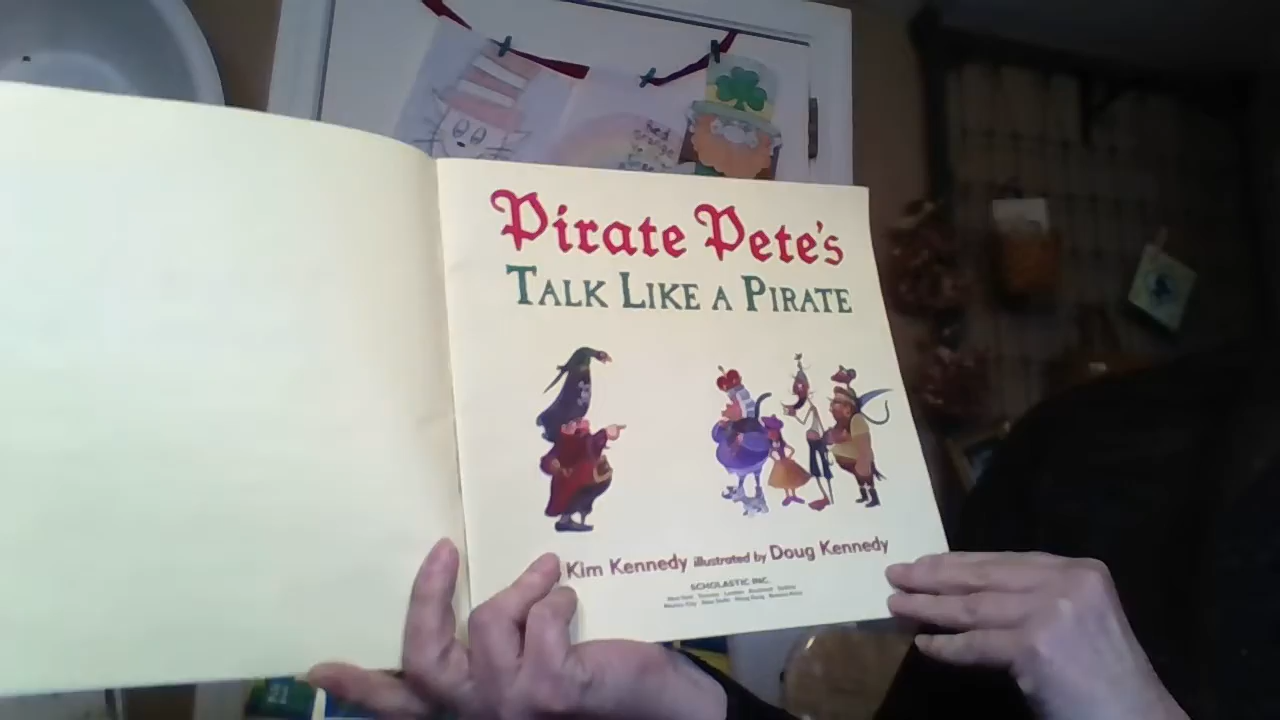 Pirate Pete's
TALK LIKE A PIRATE
Kim Kennedy illustrated by Doug Kennedy
SCHOLASTIC INC.